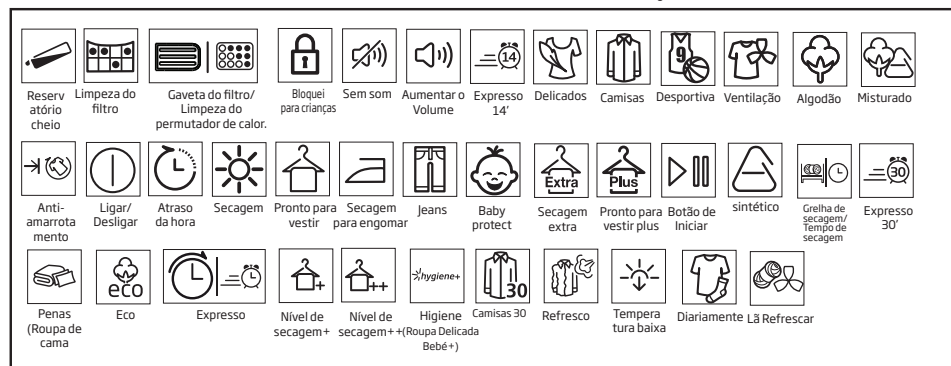 14
9
Reserv
atório
cheio
Limpeza do
filtro
Gaveta do filtro/
Limpeza do
permutador de calor.
Bloquei
para crianças
Sem som
Aumentar o
Volume
Expresso
14'
Delicados
Camisas
Desportiva
Ventilação
Algodão
Misturado
Extra
Plus
30
Anti-
amarrota
mento
Ligar/
Desligar
Atraso
da hora
Secagem
Pronto para
vestir
Secagem
para engomar
Jeans
Baby
protect
Secagem
extra
Pronto para
vestir plus
Botão de
Iniciar
sintético
Grelha de
secagem/
Tempo de
secagem
Expresso
30'
eco
+
++
hygiene+
30
Penas
(Roupa de
cama
Eco
Expresso
Nível de
secagem+
Nível de
secagem++
Higiene
(Roupa Delicada
Bebé+)
Camisas 30
Refresco
Tempera
tura baixa
Diariamente
Lã Refrescar